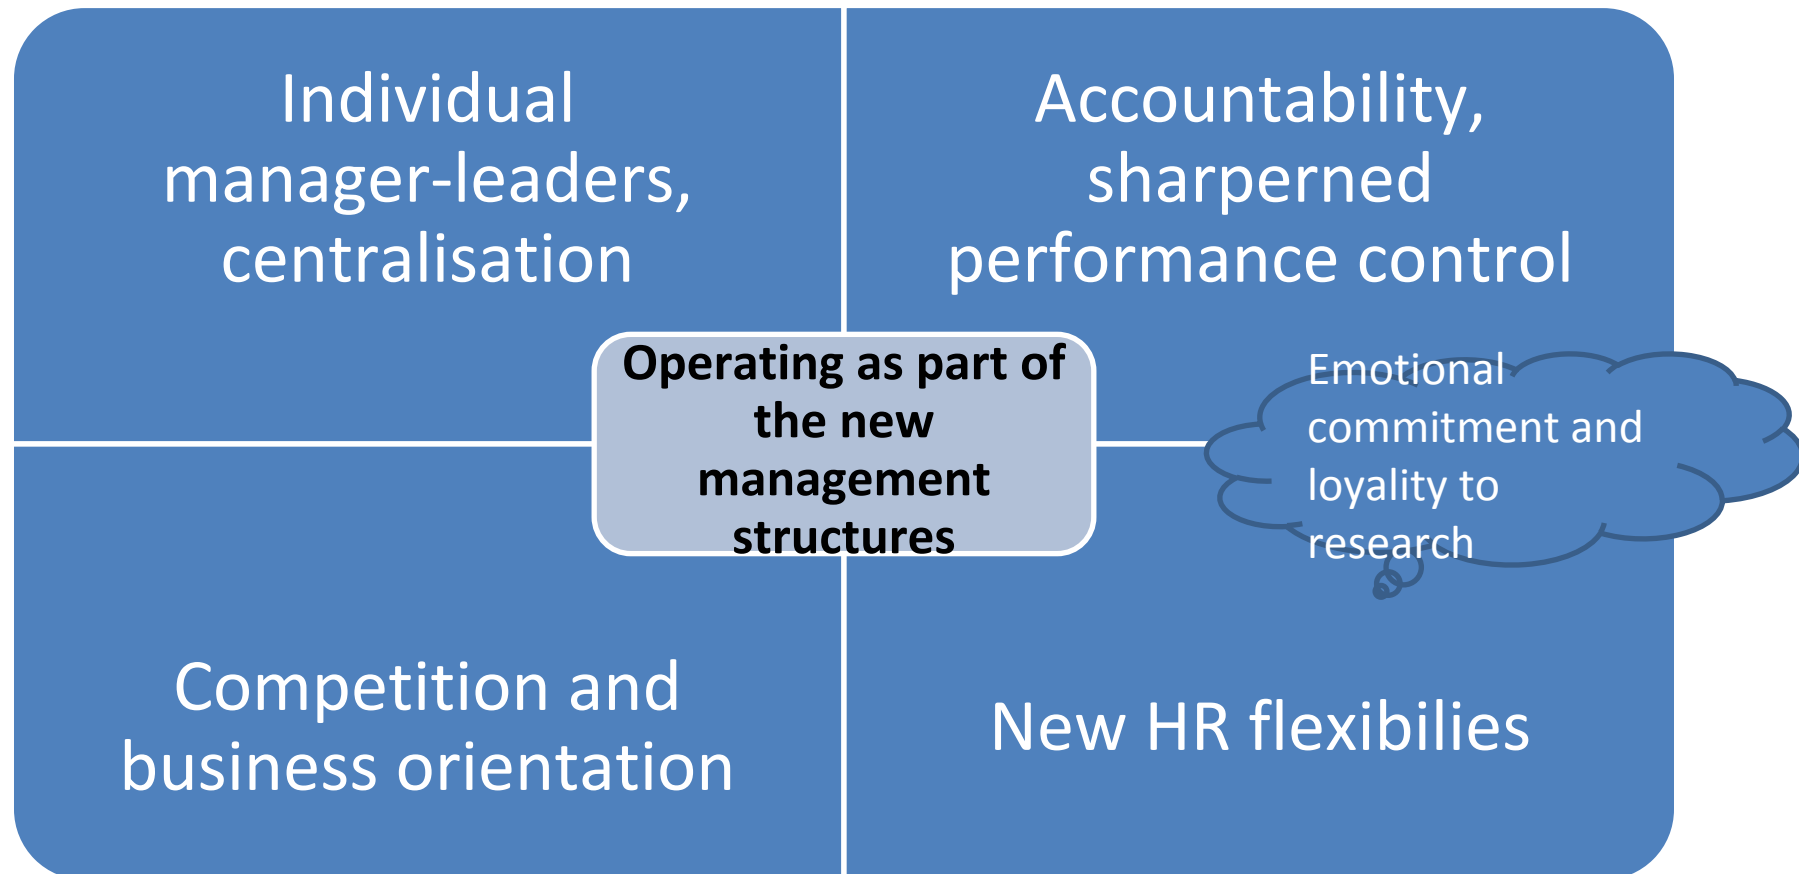 Individual
manager-leaders,
centralisation
Accountability,
sharperned
performance control
Operating as part of
the new
management
structures
Emotional
commitment and
loyality to
research
Competition and
business orientation
New HR flexibilies